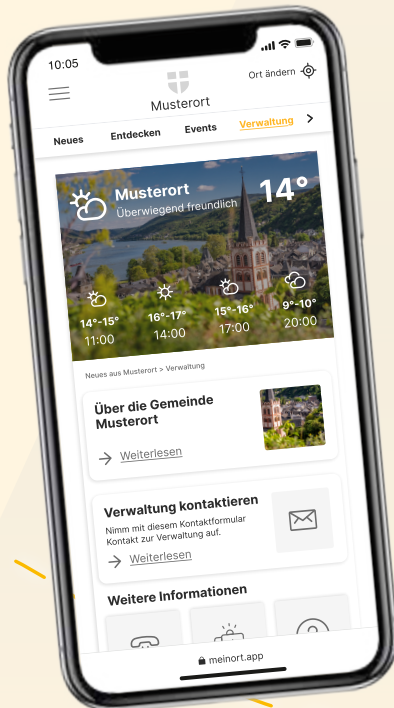 10:05
Musterort
Ort ändern
Neues Entdecken Events Verwaltung
Musterort
Überwiegend freundlich
14°
14°-15° 16°-17° 15°-16° 9°-10°
11:00 14:00 17:00 20:00
Neues aus Musterort > Verwaltung
Über die Gemeinde
Musterort
Weiterlesen
Verwaltung kontaktieren
Nimm mit diesem Kontaktformular
Kontakt zur Verwaltung auf.
Weiterlesen
Weitere Informationen
meinort.app